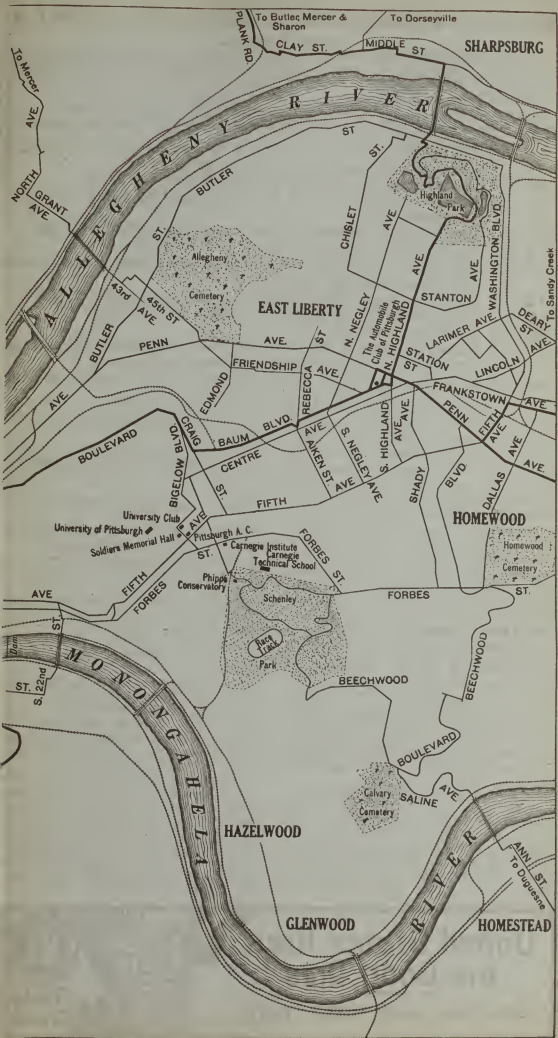 To Butler, Mercer &
Sharon
To Dorseyville
PLANK RD.
CLAY ST.
MIDDLE ST
SHARPSBURG
To Mercer
AVE.
NORTH
GRANT
AVE
ALLEGHENY RIVER
BUTLER
ST
ST.
CHISLET
ST.
Highland
Park
AVE.
WASHINGTON BLVD.
To Sandy Creek
Allegheny
Cemetery
43rd
AVE
45th ST
BUTLER
EAST LIBERTY
STANTON
AVE.
AVE.
N. NEGLEY
The Automobile
Club of Pittsburgh
N. HIGHLAND
LARIMER AVE.
DEARY
ST
STATION
ST
LINCOLN
PENN
AVE.
FRIENDSHIP
AVE.
ST
REBECCA
EDMOND
AVE.
FRANKSTOWN
AVE
PENN
FIFTH
AVE
AVE.
BOULEVARD
CRAIG
BAUM
BLVD.
BIGELOW
BLVD
CENTRE
AVE.
AIKEN ST.
S. NEGLEY AVE.
S. HIGHLAND
AVE
AVE.
SHADY
BLVD
DALLAS
AVE
ST.
FIFTH
AVE
HOMEWOOD
University Club
University of Pittsburgh
Soldiers Memorial Hall
AVE
Pittsburgh A. C.
ST.
Carnegie Institute
Carnegie
Technical School
FORBES
ST.
Homewood
Cemetery
Phipps
Conservatory
Schenley
FORBES
ST.
FIFTH
FORBES
AVE
ST.
Race
Track
Park
Dam
ST.
S. 22nd
MONONGAHELA
BEECHWOOD
BEECHWOOD
BOULEVARD
Calvary
Cemetery
SALINE
AVE
HAZELWOOD
ANN ST.
To Duquesne
GLENWOOD
RIVER
HOMESTEAD